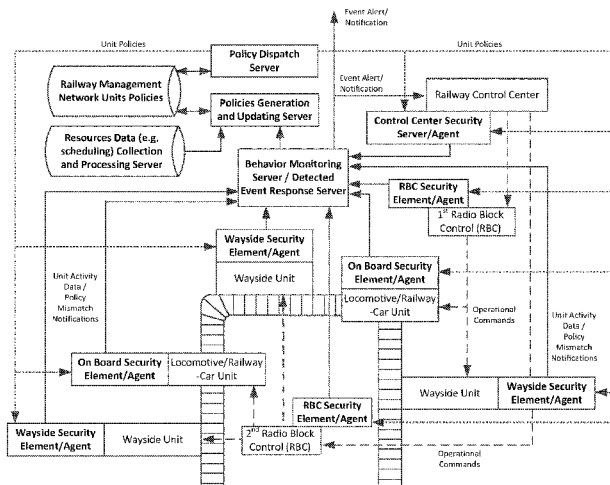 Event Alert/
Notification
Unit Policies
Unit Policies
Policy Dispatch
Server
Railway Management
Network Units Policies
Event Alert/
Notification
Railway Control Center
Policies Generation
and Updating Server
Control Center Security
Server/Agent
Resources Data (e.g.
scheduling) Collection
and Processing Server
Behavior Monitoring
Server / Detected
Event Response Server
RBC Security
Element/Agent
1st Radio Block
Control (RBC)
Wayside Security
Element/Agent
Wayside Unit
On Board Security
Element/Agent
Locomotive/Railway
-Car Unit
Unit Activity
Data /
Policy
Mismatch
Notifications
Operational
Commands
Unit Activity
Data /
Policy
Mismatch
Notifications
On Board Security
Element/Agent
Locomotive/Railway
-Car Unit
Wayside Unit
Wayside Security
Element/Agent
RBC Security
Element/Agent
Wayside Security
Element/Agent
Wayside Unit
2nd Radio Block
Control (RBC)
Operational
Commands